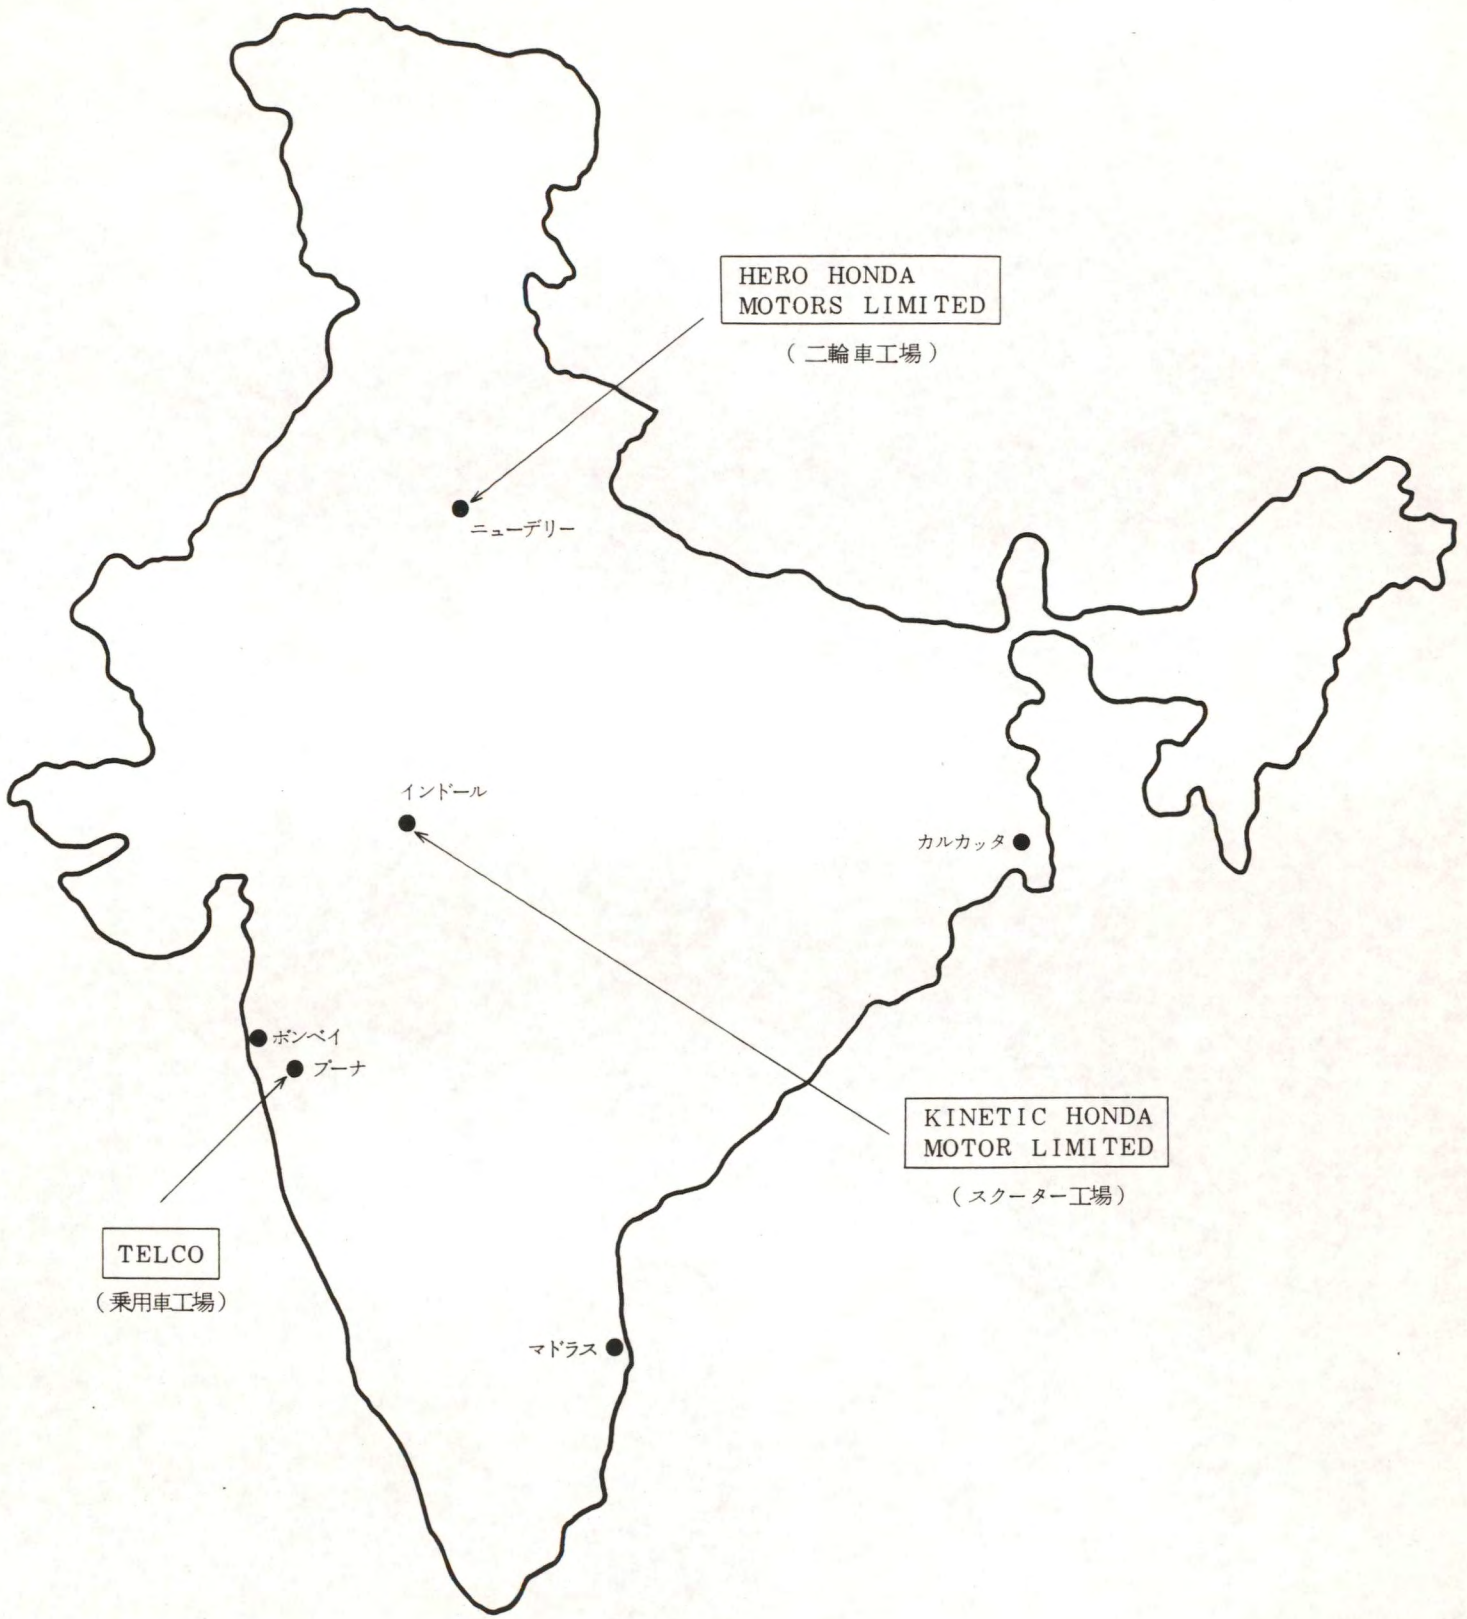 HERO HONDA
MOTORS LIMITED
(二輪車工場)
ニューデリー
インドール
カルカッタ
ボンベイ
プーナ
KINETIC HONDA
MOTOR LIMITED
(スクーター工場)
TELCO
(乗用車工場)
マドラス